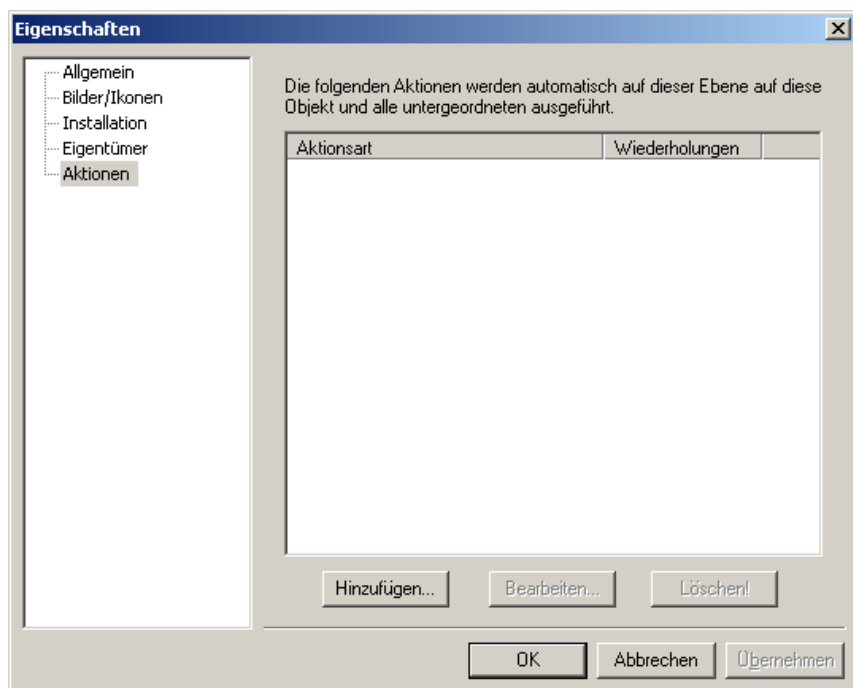 Eigenschaften
Allgemein
Bilder/Ikonen
Installation
Eigentümer
Aktionen
Die folgenden Aktionen werden automatisch auf dieser Ebene auf diese
Objekt und alle untergeordneten ausgeführt.
Aktionsart Wiederholungen
Hinzufügen... Bearbeiten... Löschen!
OK Abbrechen Übernehmen